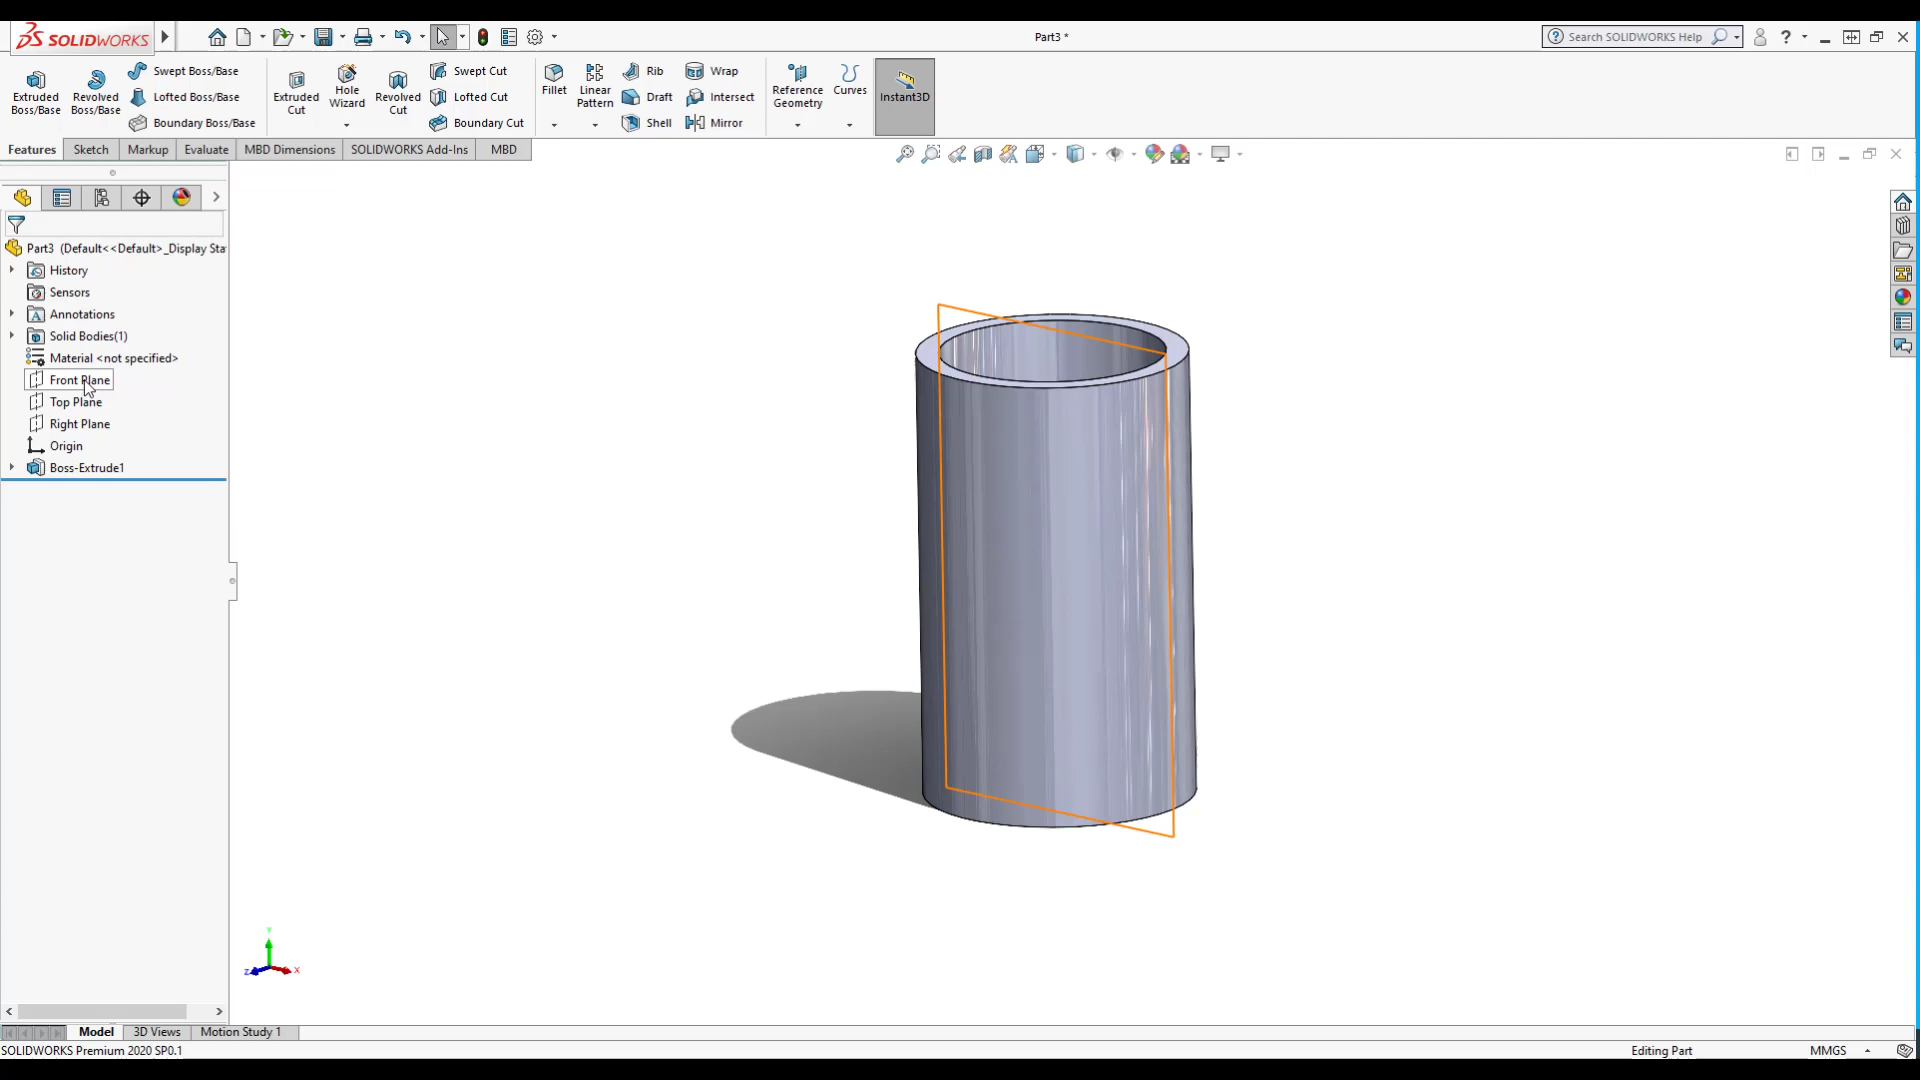 SOLIDWORKS
Part3 *
Search SOLIDWORKS Help
?
Extruded
Boss/Base
Revolved
Boss/Base
Swept Boss/Base
Lofted Boss/Base
Boundary Boss/Base
Extruded
Cut
Hole
Wizard
Revolved
Cut
Swept Cut
Lofted Cut
Boundary Cut
Fillet
Linear
Pattern
Rib
Draft
Shell
Wrap
Intersect
Mirror
Reference
Geometry
Curves
Instant3D
Features
Sketch
Markup
Evaluate
MBD Dimensions
SOLIDWORKS Add-Ins
MBD
Part3 (Default<<Default>_Display Sta
History
Sensors
Annotations
Solid Bodies(1)
Material <not specified>
Front Plane
Top Plane
Right Plane
Origin
Boss-Extrude1
Y
Z
X
Model
3D Views
Motion Study 1
SOLIDWORKS Premium 2020 SP0.1
Editing Part
MMGS